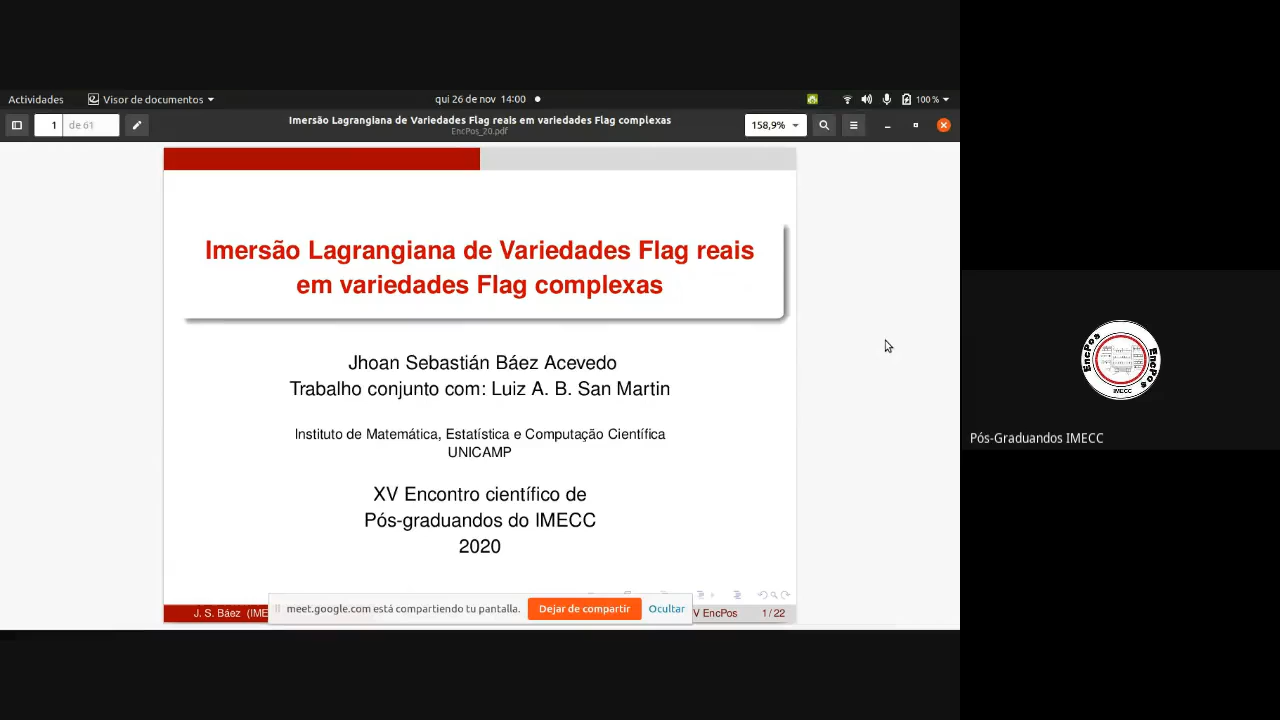 Actividades
Visor de documentos
qui 26 de nov 14:00
100 %
1
de 61
Imersão Lagrangiana de Variedades Flag reais em variedades Flag complexas
EncPos_20.pdf
158,9%
Imersão Lagrangiana de Variedades Flag reais
em variedades Flag complexas
Jhoan Sebastián Báez Acevedo
Trabalho conjunto com: Luiz A. B. San Martin
Instituto de Matemática, Estatística e Computação Científica
UNICAMP
XV Encontro científico de
Pós-graduandos do IMECC
2020
meet.google.com está compartiendo tu pantalla.
Dejar de compartir
Ocultar
J. S. Báez (IME
V EncPos
1 / 22
EncPos
EncPos
IMECC
Pós-Graduandos IMECC